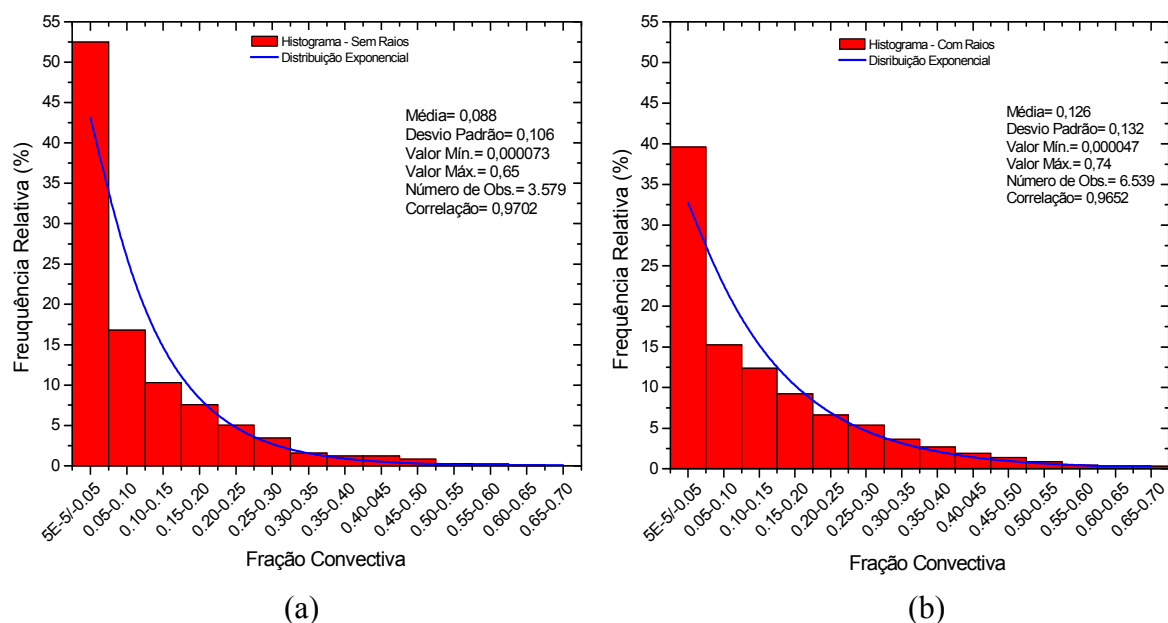 55
50
45
40
35
30
25
20
15
10
5
0
Freuquência Relativa (%)
Histograma - Sem Raios
Distribuição Exponencial
Média= 0,088
Desvio Padrão= 0,106
Valor Mín.= 0,000073
Valor Máx.= 0,65
Número de Obs.= 3.579
Correlação= 0,9702
5E-5/-0.05
0.05-0.10
0.10-0.15
0.15-0.20
0.20-0.25
0.25-0.30
0.30-0.35
0.35-0.40
0.40-045
0.45-0.50
0.50-0.55
0.55-0.60
0.60-0.65
0.65-0.70
Fração Convectiva
(a)
55
50
45
40
35
30
25
20
15
10
5
0
Frequência Relativa (%)
Histograma - Com Raios
Disribuição Exponencial
Média= 0,126
Desvio Padrão= 0,132
Valor Mín.= 0,000047
Valor Máx.= 0,74
Número de Obs.= 6.539
Correlação= 0,9652
5E-5/-0.05
0.05-0.10
0.10-0.15
0.15-0.20
0.20-0.25
0.25-0.30
0.30-0.35
0.35-0.40
0.40-045
0.45-0.50
0.50-0.55
0.55-0.60
0.60-0.65
0.65-0.70
Fração Convectiva
(b)